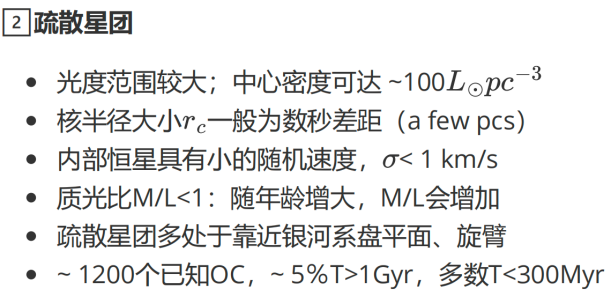 2 疏散星团
• 光度范围较大；中心密度可达 ~100L⊙pc⁻³
• 核半径大小r_c一般为数秒差距（a few pcs）
• 内部恒星具有小的随机速度，σ< 1 km/s
• 质光比M/L<1：随年龄增大，M/L会增加
• 疏散星团多处于靠近银河系盘平面、旋臂
• ~ 1200个已知OC，~ 5%T>1Gyr，多数T<300Myr